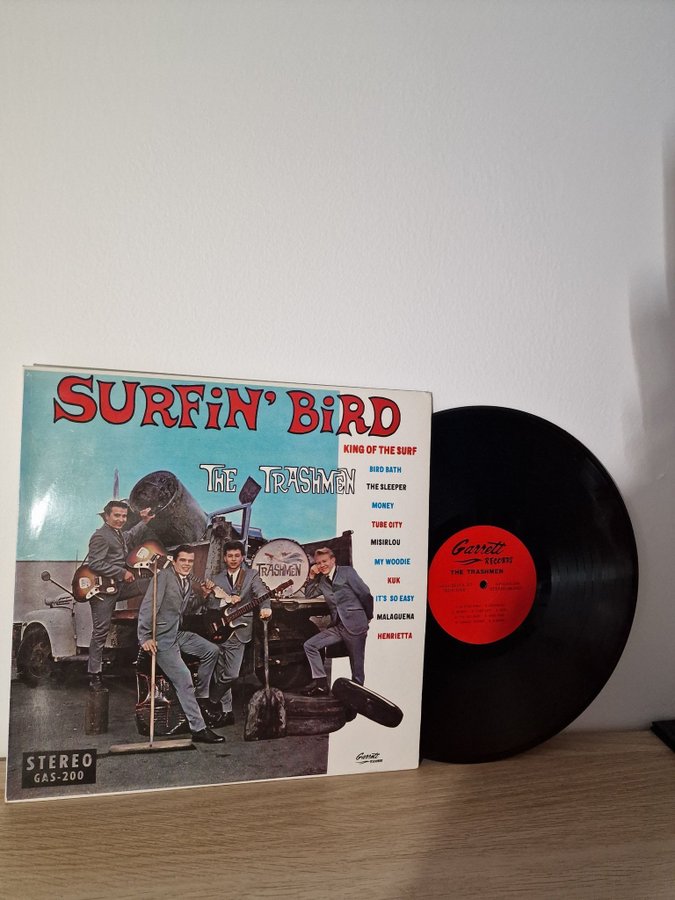 SURFiN' BiRD
THE TRASHMEN
KING OF THE SURF
BIRD BATH
THE SLEEPER
MONEY
TUBE CITY
MISIRLOU
MY WOODIE
KUK
IT'S SO EASY
MALAGUENA
HENRIETTA
TRASHMEN
STEREO
GAS-200
Garrett
Garrett
RECORDS
THE TRASHMEN